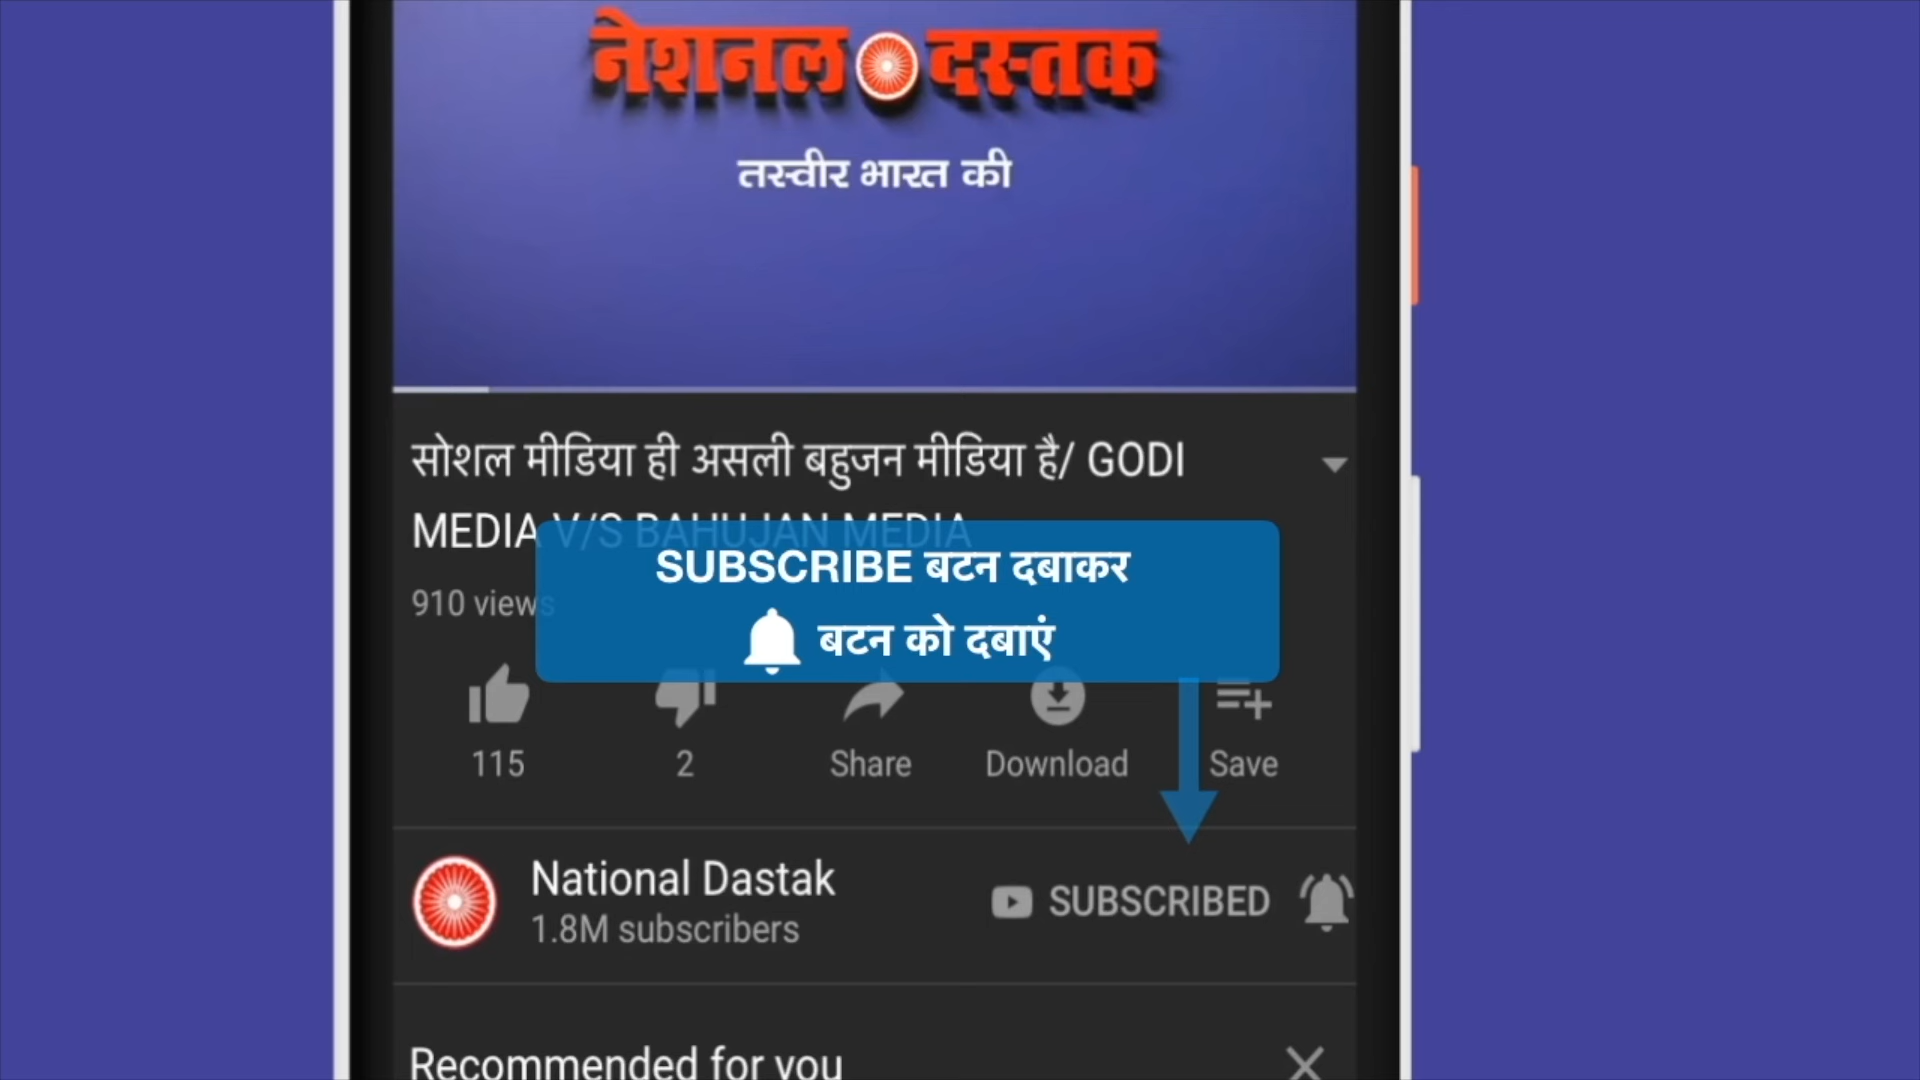 नेशनल दस्तक
तस्वीर भारत की
सोशल मीडिया ही असली बहुजन मीडिया है/ GODI
MEDIA V/S BAHUJAN MEDIA
SUBSCRIBE बटन दबाकर
बटन को दबाएं
910 views
115
2
Share
Download
Save
National Dastak
1.8M subscribers
SUBSCRIBED
Recommended for you